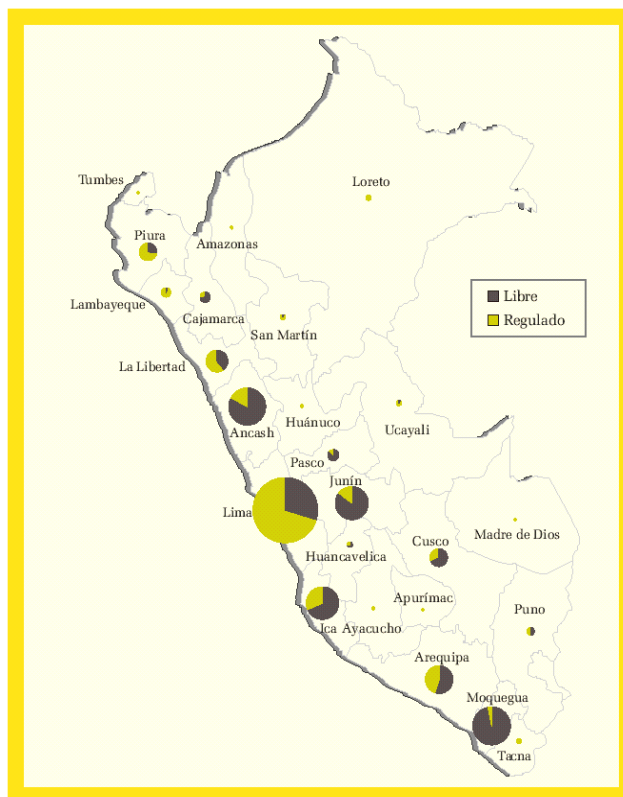 Tumbes
Loreto
Piura
Amazonas
Libre
Regulado
Lambayeque
Cajamarca
San Martín
La Libertad
Ancash
Huánuco
Ucayali
Pasco
Junín
Lima
Madre de Dios
Cusco
Huancavelica
Apurímac
Puno
Ica
Ayacucho
Arequipa
Moquegua
Tacna